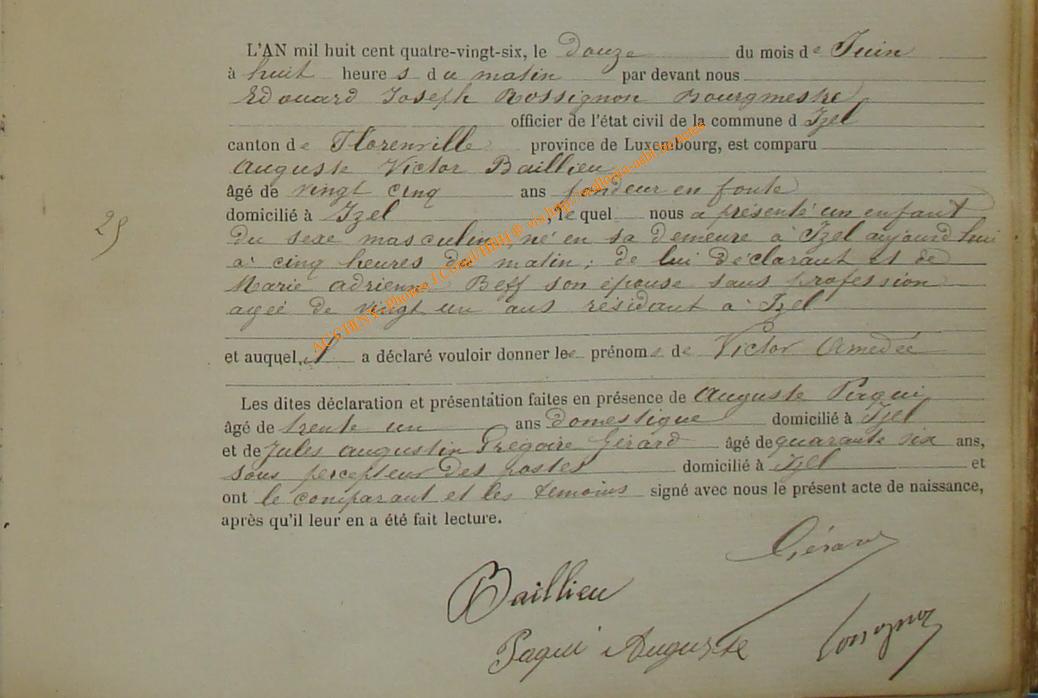 L'AN mil huit cent quatre-vingt-six, le Douze du mois de Juin
à huit heures du matin par devant nous
Edouard Joseph Rossignon Bourgmestre
officier de l'état civil de la commune d Izel
canton de Florenville province de Luxembourg, est comparu
Auguste Victor Baillieu
âgé de vingt cinq ans fondeur en fonte
domicilié à Izel, lequel nous a présenté un enfant
25
du sexe masculin né en sa demeure à Izel aujourd'hui
à cinq heures du matin; de lui déclarant et de
Marie adrienne Beff son épouse sans profession
agée de vingt un ans résidant à Izel
et auquel, il a déclaré vouloir donner les prénoms de Victor Amedée
Les dites déclaration et présentation faites en présence de Auguste Paqui
âgé de trente un ans domestique domicilié à Izel
et de Jules Augustin Grégoire Gérard âgé de quarante six ans,
sous percepteur des postes domicilié à izel et
ont le comparant et les temoins signé avec nous le présent acte de naissance,
après qu'il leur en a été fait lecture.
Gérard
Baillieu
Paqui Auguste
Rossignon